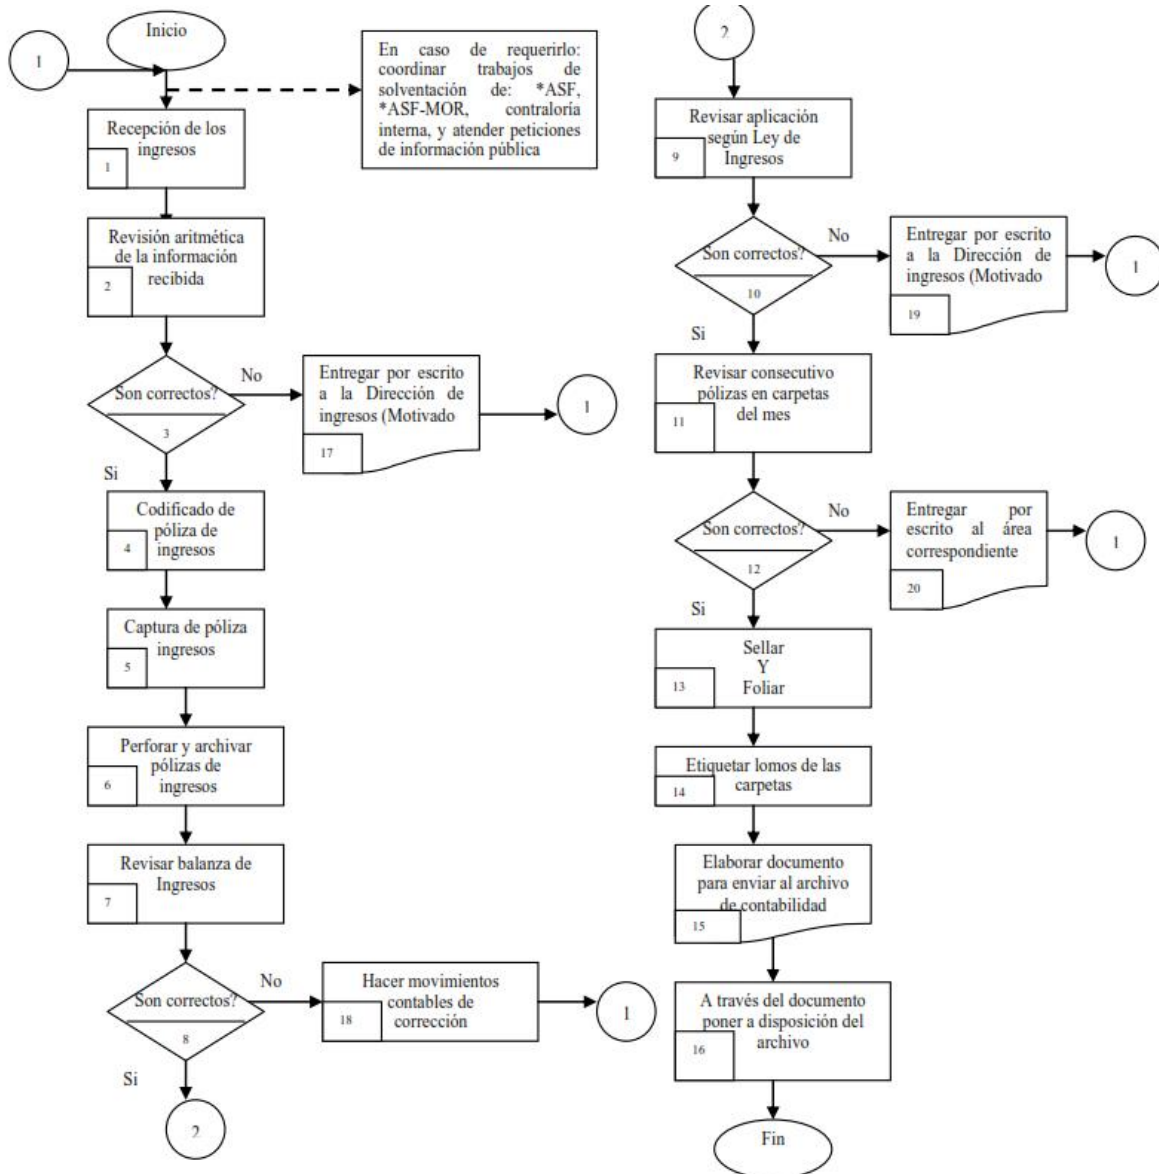 Inicio
1
En caso de requerirlo:
coordinar trabajos de
solventación de: *ASF,
*ASF-MOR, contraloría
interna, y atender peticiones
de información pública
Recepción de los
ingresos
1
Revisión aritmética
de la información
recibida
2
Son correctos?
3
No
Entregar por escrito
a la Dirección de
ingresos (Motivado
17
1
Si
Codificado de
póliza de
ingresos
4
Captura de póliza
ingresos
5
Perforar y archivar
pólizas de
ingresos
6
Revisar balanza de
Ingresos
7
Son correctos?
8
No
Hacer movimientos
contables de
corrección
18
1
Si
2
2
Revisar aplicación
según Ley de
Ingresos
9
Son correctos?
10
No
Entregar por escrito
a la Dirección de
ingresos (Motivado
19
1
Si
Revisar consecutivo
pólizas en carpetas
del mes
11
Son correctos?
12
No
Entregar por
escrito al área
correspondiente
20
1
Si
Sellar
Y
Foliar
13
Etiquetar lomos de las
carpetas
14
Elaborar documento
para enviar al archivo
de contabilidad
15
A través del documento
poner a disposición del
archivo
16
Fin